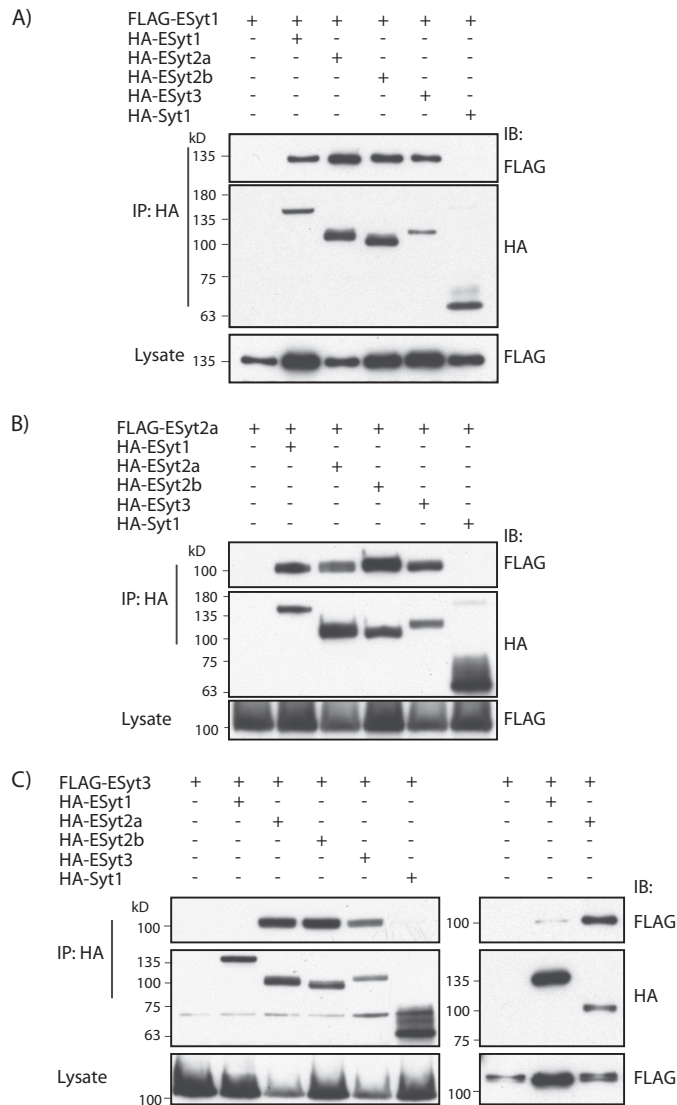 A)
FLAG-ESyt1 + + + + + +
HA-ESyt1 - + - - - -
HA-ESyt2a - - + - - -
HA-ESyt2b - - - + - -
HA-ESyt3 - - - - + -
HA-Syt1 - - - - - +
kD IB:
135 FLAG
IP: HA
180
135
100 HA
75
63
Lysate 135 FLAG
B)
FLAG-ESyt2a + + + + + +
HA-ESyt1 - + - - - -
HA-ESyt2a - - + - - -
HA-ESyt2b - - - + - -
HA-ESyt3 - - - - + -
HA-Syt1 - - - - - +
IB:
kD
100 FLAG
IP: HA
180
135
100 HA
75
63
Lysate 100 FLAG
C)
FLAG-ESyt3 + + + + + + + + +
HA-ESyt1 - + - - - - - + -
HA-ESyt2a - - + - - - - - +
HA-ESyt2b - - - + - - - - -
HA-ESyt3 - - - - + - - - -
HA-Syt1 - - - - - + - - -
IB:
kD
100 100 FLAG
IP: HA
135 135
100 100 HA
75 75
63
Lysate 100 100 FLAG